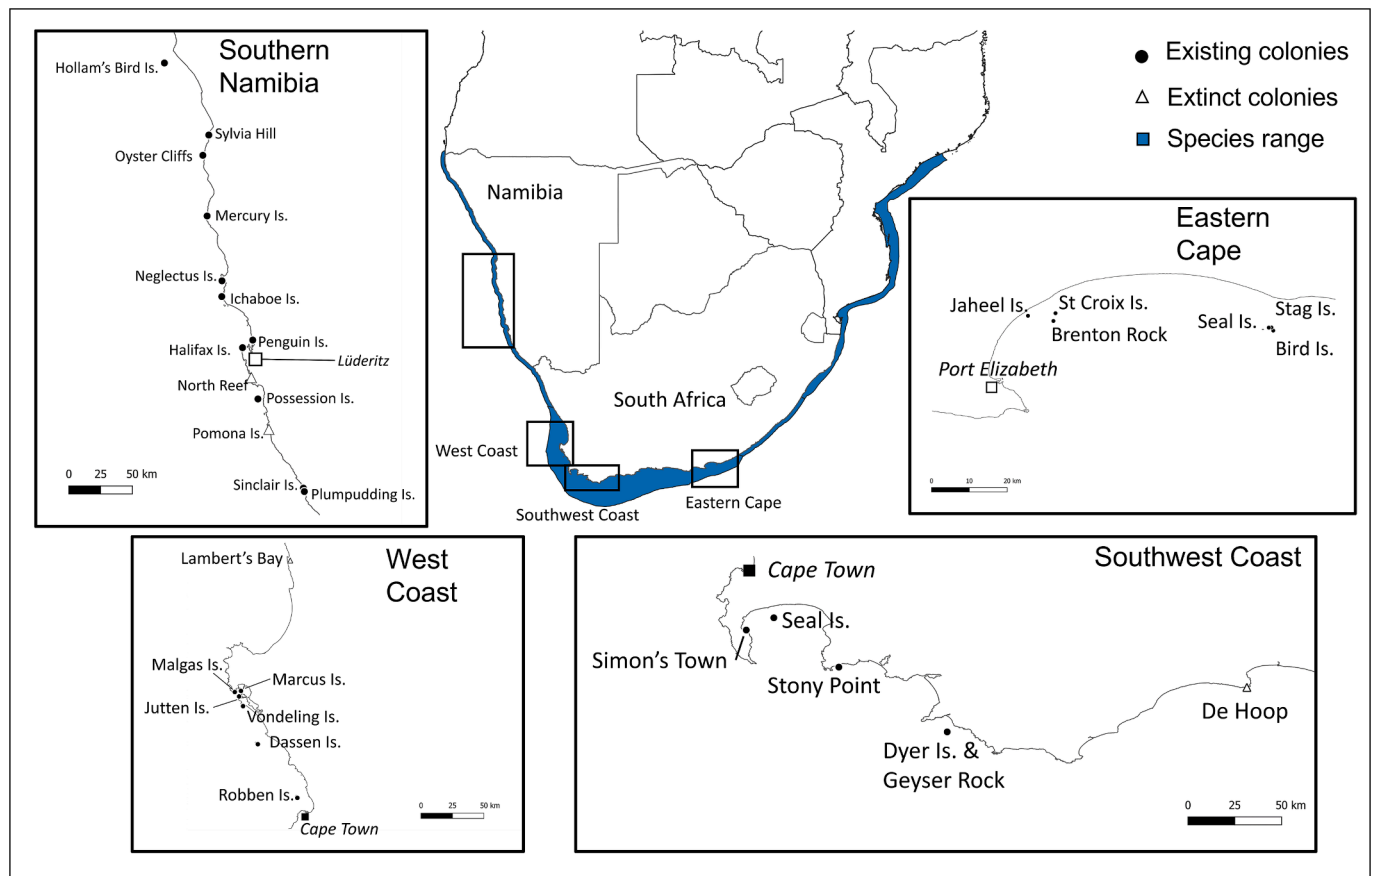 Southern
Namibia
Hollam's Bird Is.
Sylvia Hill
Oyster Cliffs
Mercury Is.
Neglectus Is.
Ichaboe Is.
Penguin Is.
Halifax Is.
Lüderitz
North Reef
Possession Is.
Pomona Is.
Sinclair Is.
Plumpudding Is.
0 25 50 km
Namibia
South Africa
West Coast
Southwest Coast
Eastern Cape
Existing colonies
Extinct colonies
Species range
Eastern
Cape
Jaheel Is.
St Croix Is.
Brenton Rock
Seal Is.
Stag Is.
Bird Is.
Port Elizabeth
0 10 20 km
West
Coast
Lambert's Bay
Malgas Is.
Marcus Is.
Jutten Is.
Vondeling Is.
Dassen Is.
Robben Is.
Cape Town
0 25 50 km
Southwest Coast
Cape Town
Seal Is.
Simon's Town
Stony Point
Dyer Is. &
Geyser Rock
De Hoop
0 25 50 km